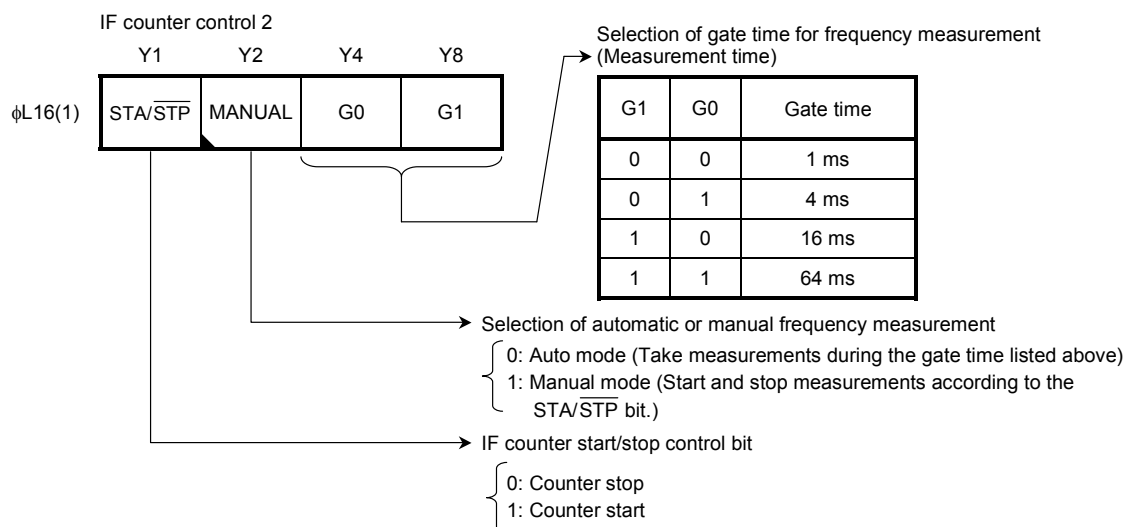 IF counter control 2
Y1 Y2 Y4 Y8
ϕL16(1) STA/S̅T̅P̅ MANUAL G0 G1
Selection of gate time for frequency measurement
(Measurement time)
G1 G0 Gate time
0 0 1 ms
0 1 4 ms
1 0 16 ms
1 1 64 ms
Selection of automatic or manual frequency measurement
0: Auto mode (Take measurements during the gate time listed above)
1: Manual mode (Start and stop measurements according to the
STA/S̅T̅P̅ bit.)
IF counter start/stop control bit
0: Counter stop
1: Counter start